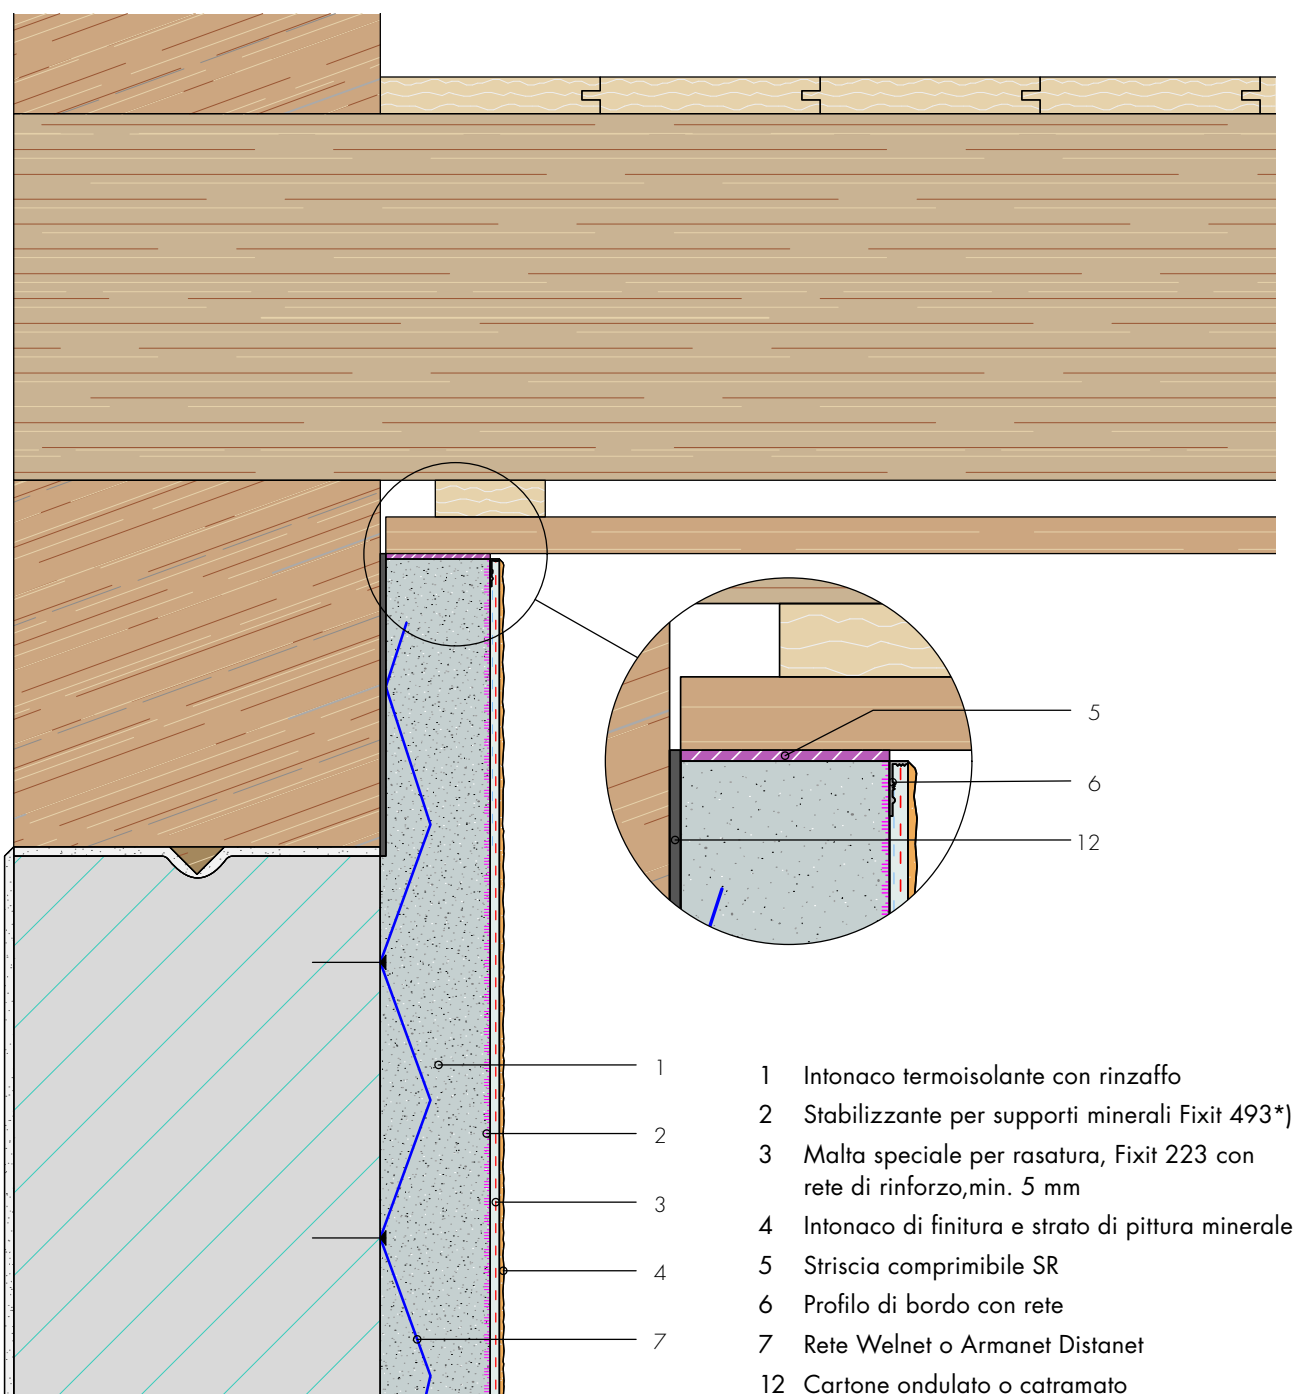 5
6
12
1
2
3
4
7
1 Intonaco termoisolante con rinzaffo
2 Stabilizzante per supporti minerali Fixit 493*)
3 Malta speciale per rasatura, Fixit 223 con
rete di rinforzo,min. 5 mm
4 Intonaco di finitura e strato di pittura minerale
5 Striscia comprimibile SR
6 Profilo di bordo con rete
7 Rete Welnet o Armanet Distanet
12 Cartone ondulato o catramato